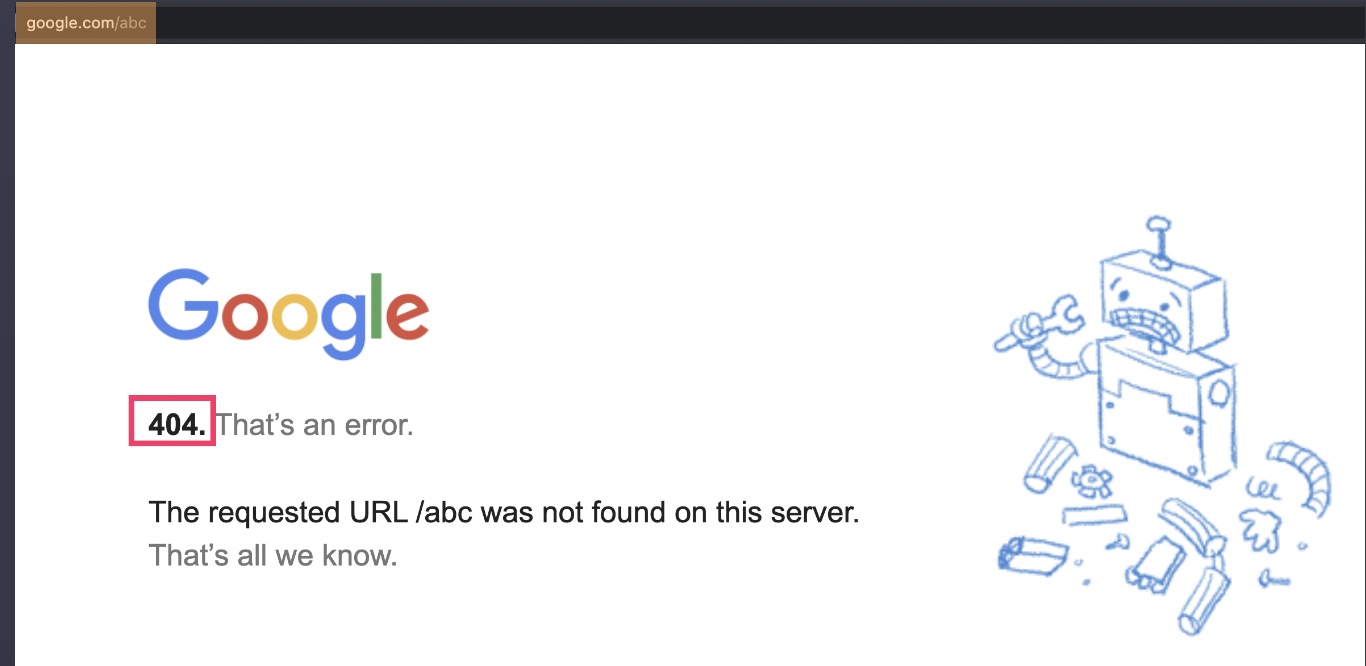 google.com/abc
Google
404. That’s an error.
The requested URL /abc was not found on this server.
That’s all we know.